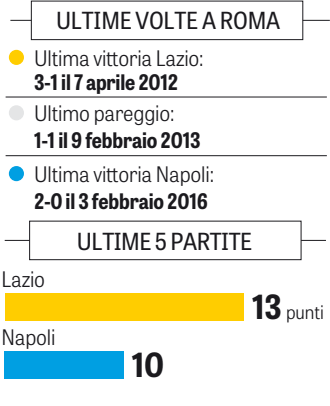 ULTIME VOLTE A ROMA
Ultima vittoria Lazio:
3-1 il 7 aprile 2012
Ultimo pareggio:
1-1 il 9 febbraio 2013
Ultima vittoria Napoli:
2-0 il 3 febbraio 2016
ULTIME 5 PARTITE
Lazio
13 punti
Napoli
10